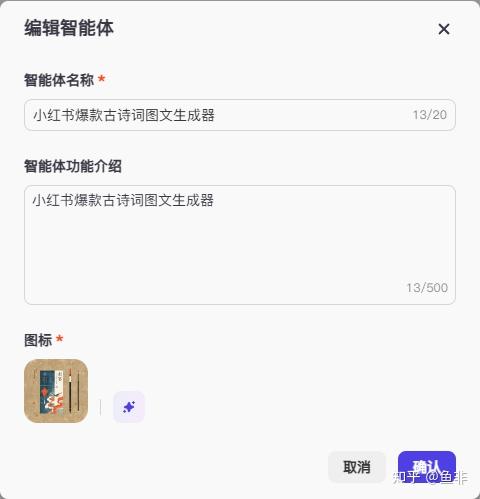 编辑智能体
智能体名称 *
小红书爆款古诗词图文生成器
13/20
智能体功能介绍
小红书爆款古诗词图文生成器
13/500
图标 *
取消
确认
知乎 @鱼非